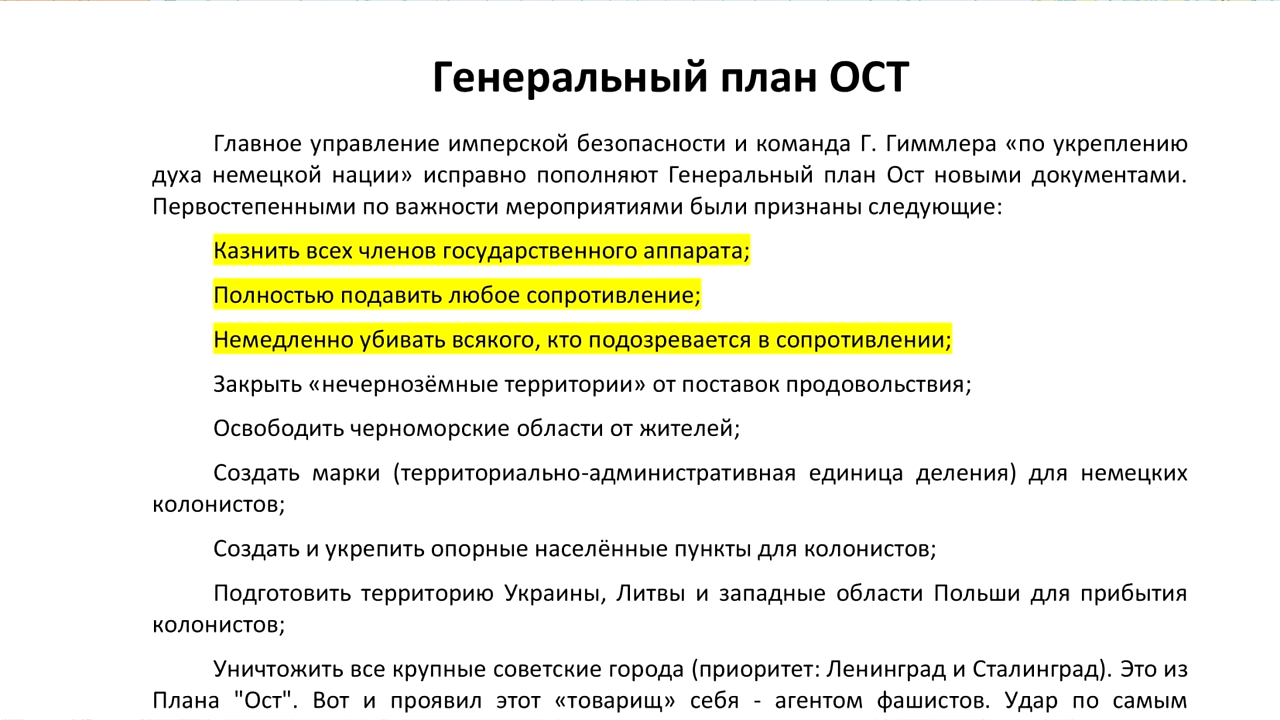 Генеральный план ОСТ
Главное управление имперской безопасности и команда Г. Гиммлера «по укреплению
духа немецкой нации» исправно пополняют Генеральный план Ост новыми документами.
Первостепенными по важности мероприятиями были признаны следующие:
Казнить всех членов государственного аппарата;
Полностью подавить любое сопротивление;
Немедленно убивать всякого, кто подозревается в сопротивлении;
Закрыть «нечернозёмные территории» от поставок продовольствия;
Освободить черноморские области от жителей;
Создать марки (территориально-административная единица деления) для немецких
колонистов;
Создать и укрепить опорные населённые пункты для колонистов;
Подготовить территорию Украины, Литвы и западные области Польши для прибытия
колонистов;
Уничтожить все крупные советские города (приоритет: Ленинград и Сталинград). Это из
Плана "Ост". Вот и проявил этот «товарищ» себя - агентом фашистов. Удар по самым